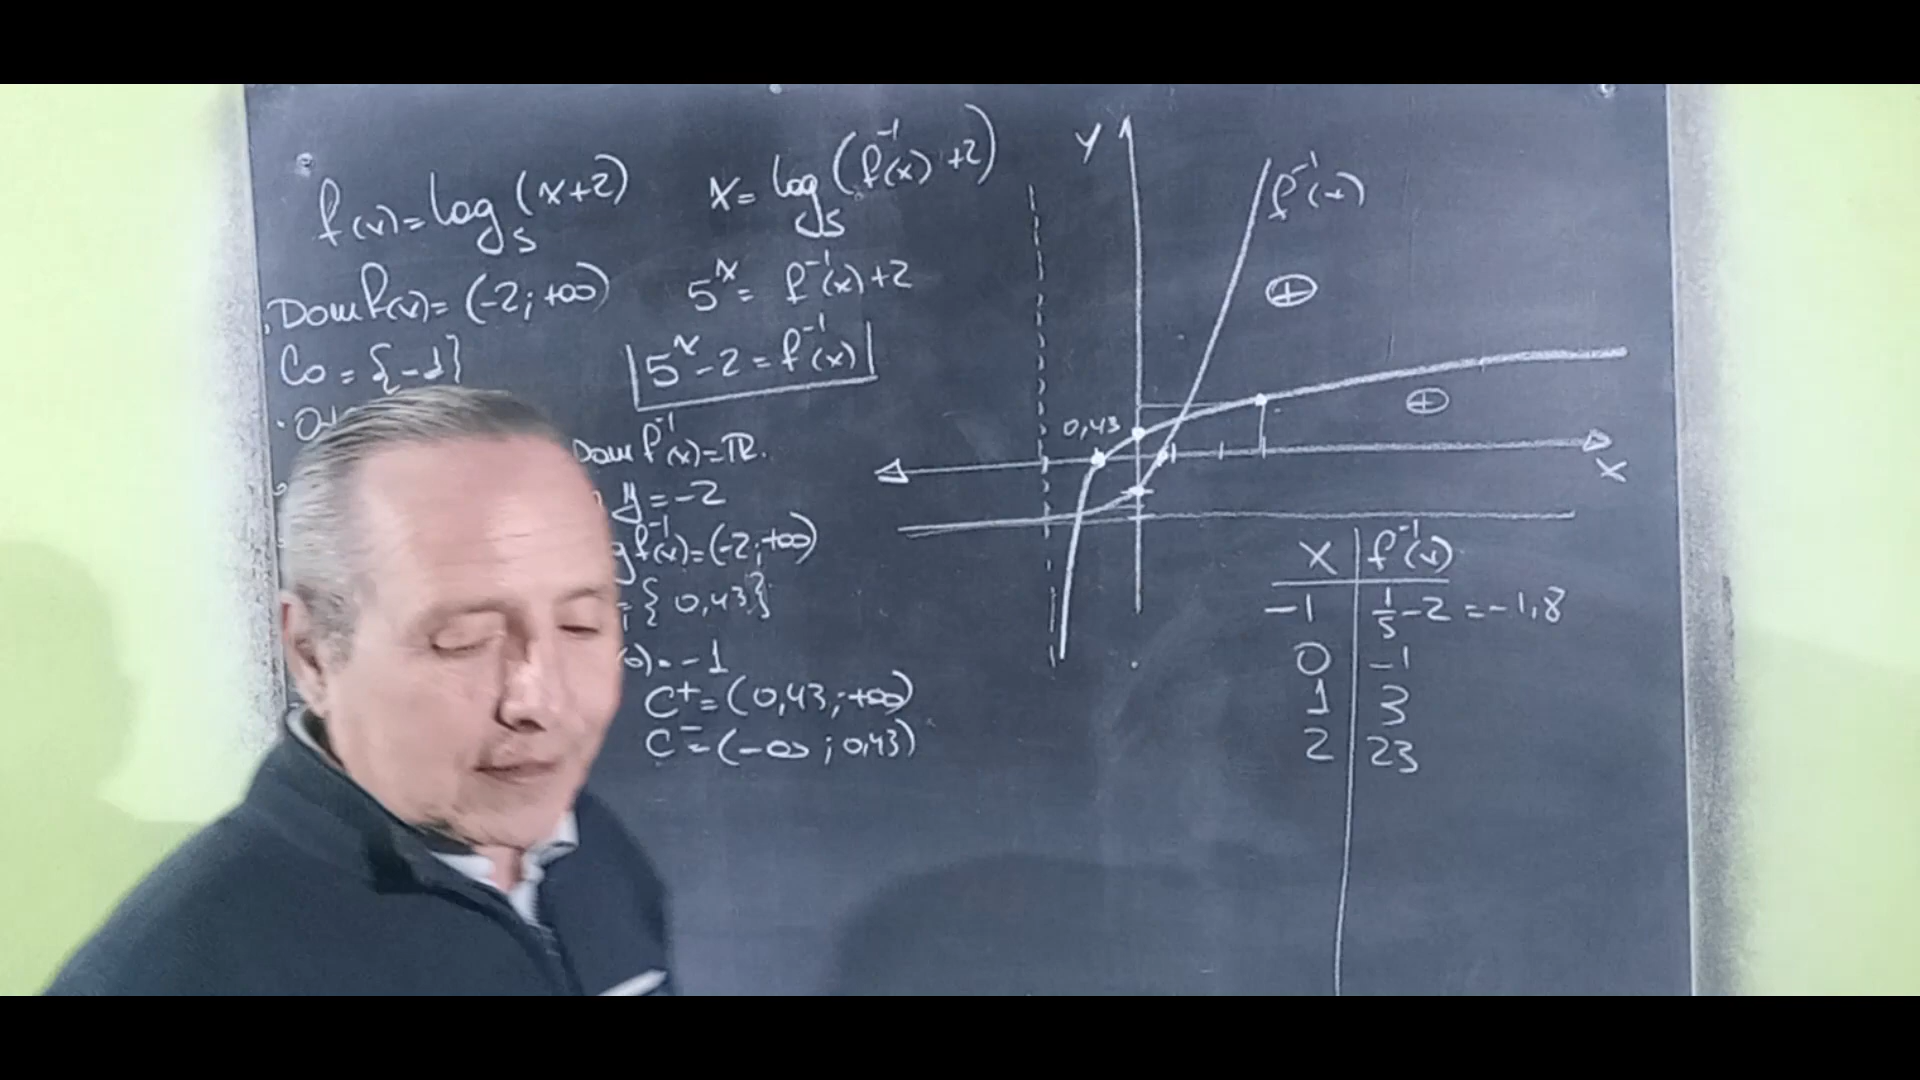 f(x)=log₅(x+2)
Dom f(x)=(-2;+∞)
C₀={-1}
x=log₅(f⁻¹(x)+2)
5ˣ=f⁻¹(x)+2
5ˣ-2=f⁻¹(x)
Dom f⁻¹(x)=ℝ.
y=-2
g f⁻¹(x)=(-2;+∞)
={0,43}
(0)=-1
C⁺=(0,43;+∞)
C⁻=(-∞;0,43)
y
f⁻¹(x)
+
0,43
+
x
x | f⁻¹(x)
-1 | 1/5-2=-1,8
0 | -1
1 | 3
2 | 23